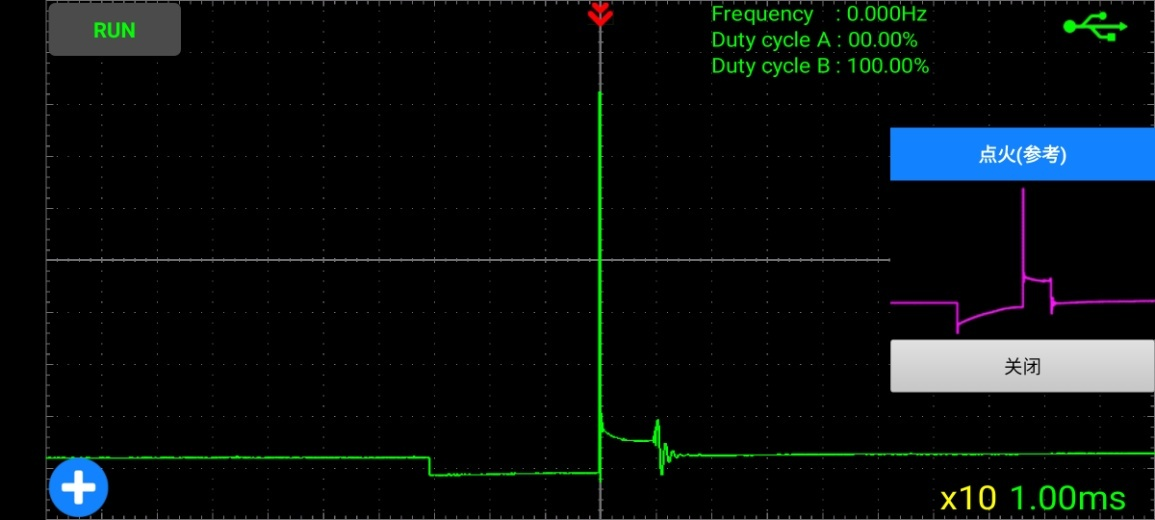 RUN
Frequency : 0.000Hz
Duty cycle A : 00.00%
Duty cycle B : 100.00%
点火(参考)
关闭
x10 1.00ms